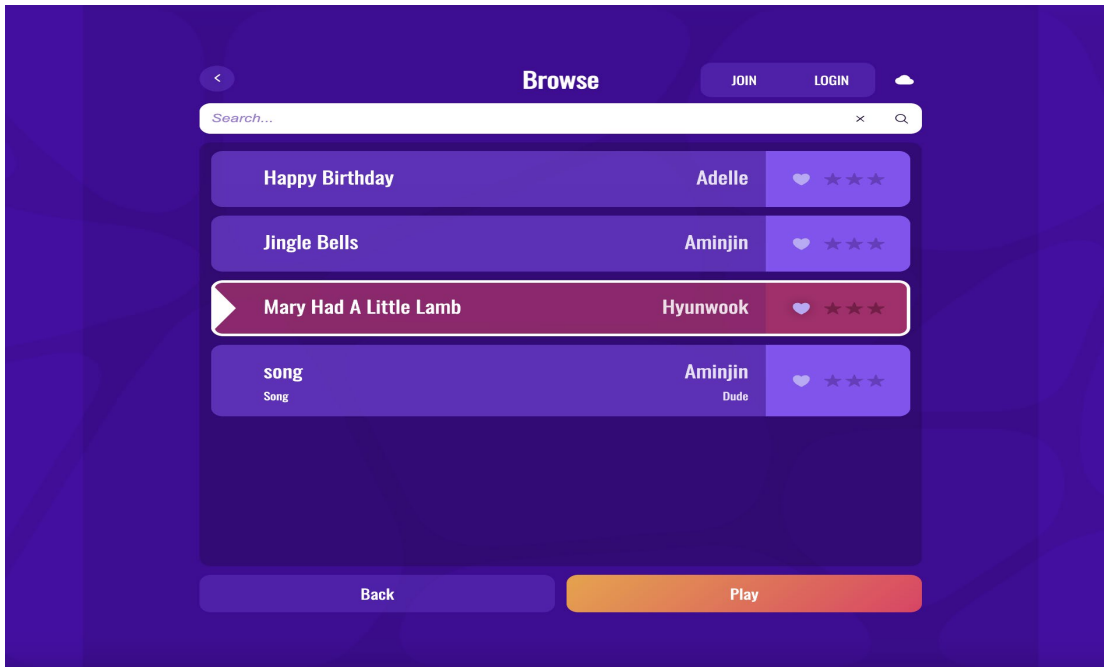 Browse
JOIN LOGIN
Search...
Happy Birthday Adelle
Jingle Bells Aminjin
Mary Had A Little Lamb Hyunwook
song Aminjin
Song Dude
Back Play